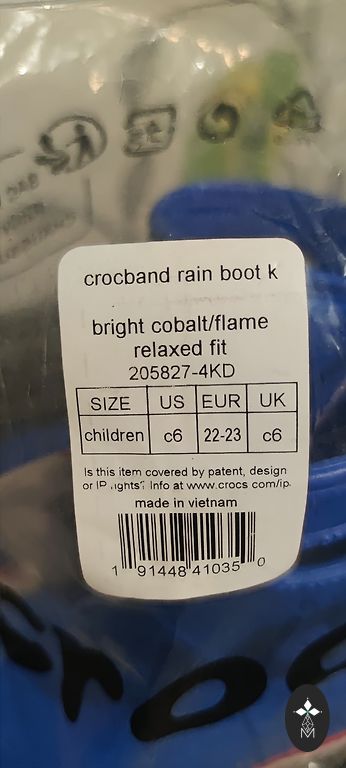 crocband rain boot k
bright cobalt/flame
relaxed fit
205827-4KD
SIZE US EUR UK
children c6 22-23 c6
Is this item covered by patent, design
or IP rights? Info at www.crocs.com/ip.
made in vietnam
1 91448 41035 0
croc
M